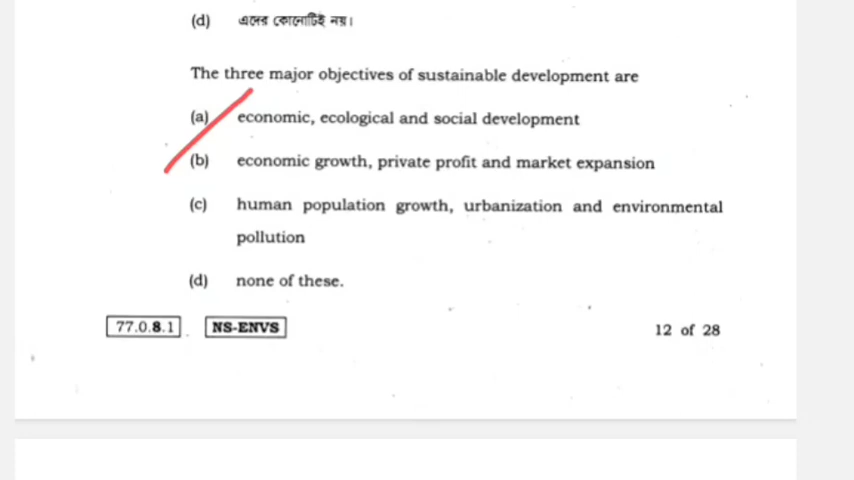 (d) এদের কোনোটিই নয়।
The three major objectives of sustainable development are
(a) economic, ecological and social development
(b) economic growth, private profit and market expansion
(c) human population growth, urbanization and environmental
pollution
(d) none of these.
77.0.8.1 NS-ENVS 12 of 28